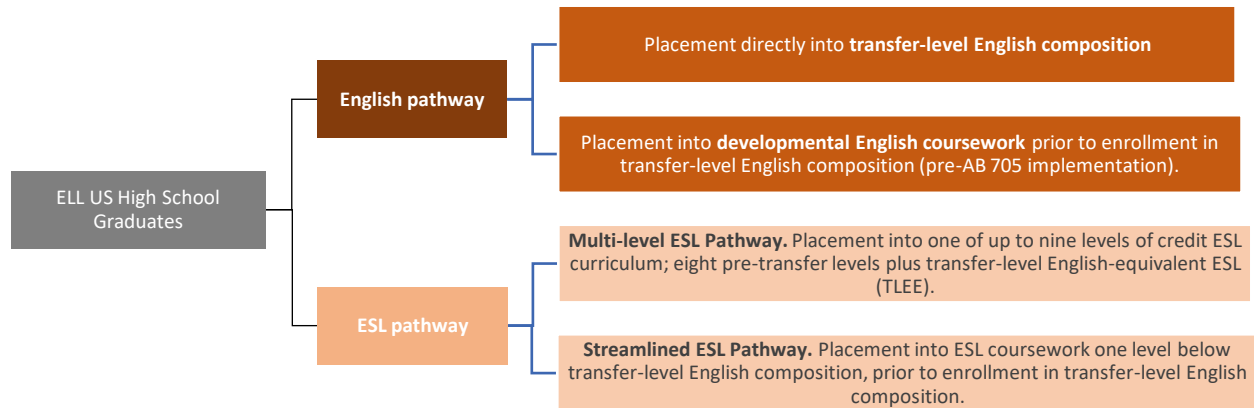 Placement directly into transfer-level English composition
English pathway
Placement into developmental English coursework prior to enrollment in
transfer-level English composition (pre-AB 705 implementation).
ELL US High School
Graduates
Multi-level ESL Pathway. Placement into one of up to nine levels of credit ESL
curriculum; eight pre-transfer levels plus transfer-level English-equivalent ESL
(TLEE).
ESL pathway
Streamlined ESL Pathway. Placement into ESL coursework one level below
transfer-level English composition, prior to enrollment in transfer-level English
composition.